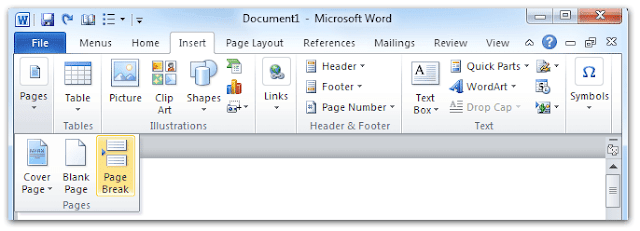 Document1 - Microsoft Word
File Menus Home Insert Page Layout References Mailings Review View
Pages
Table
Tables
Picture
Clip
Art
Shapes
Illustrations
Links
Header
Footer
Page Number
Header & Footer
Text
Box
Quick Parts
WordArt
Drop Cap
Text
Symbols
Cover
Page
Blank
Page
Page
Break
Pages